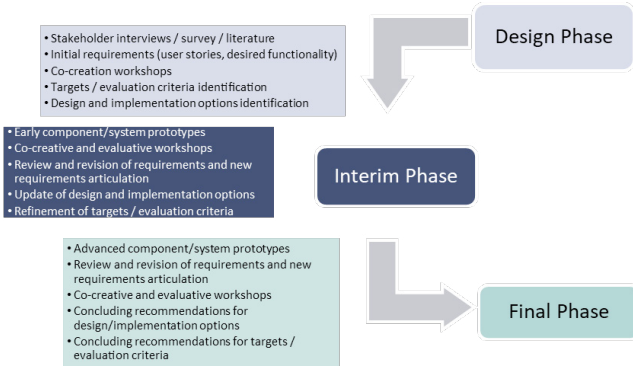 • Stakeholder interviews / survey / literature
• Initial requirements (user stories, desired functionality)
• Co-creation workshops
• Targets / evaluation criteria identification
• Design and implementation options identification
Design Phase
• Early component/system prototypes
• Co-creative and evaluative workshops
• Review and revision of requirements and new
requirements articulation
• Update of design and implementation options
• Refinement of targets / evaluation criteria
Interim Phase
• Advanced component/system prototypes
• Review and revision of requirements and new
requirements articulation
• Co-creative and evaluative workshops
• Concluding recommendations for
design/implementation options
• Concluding recommendations for targets /
evaluation criteria
Final Phase